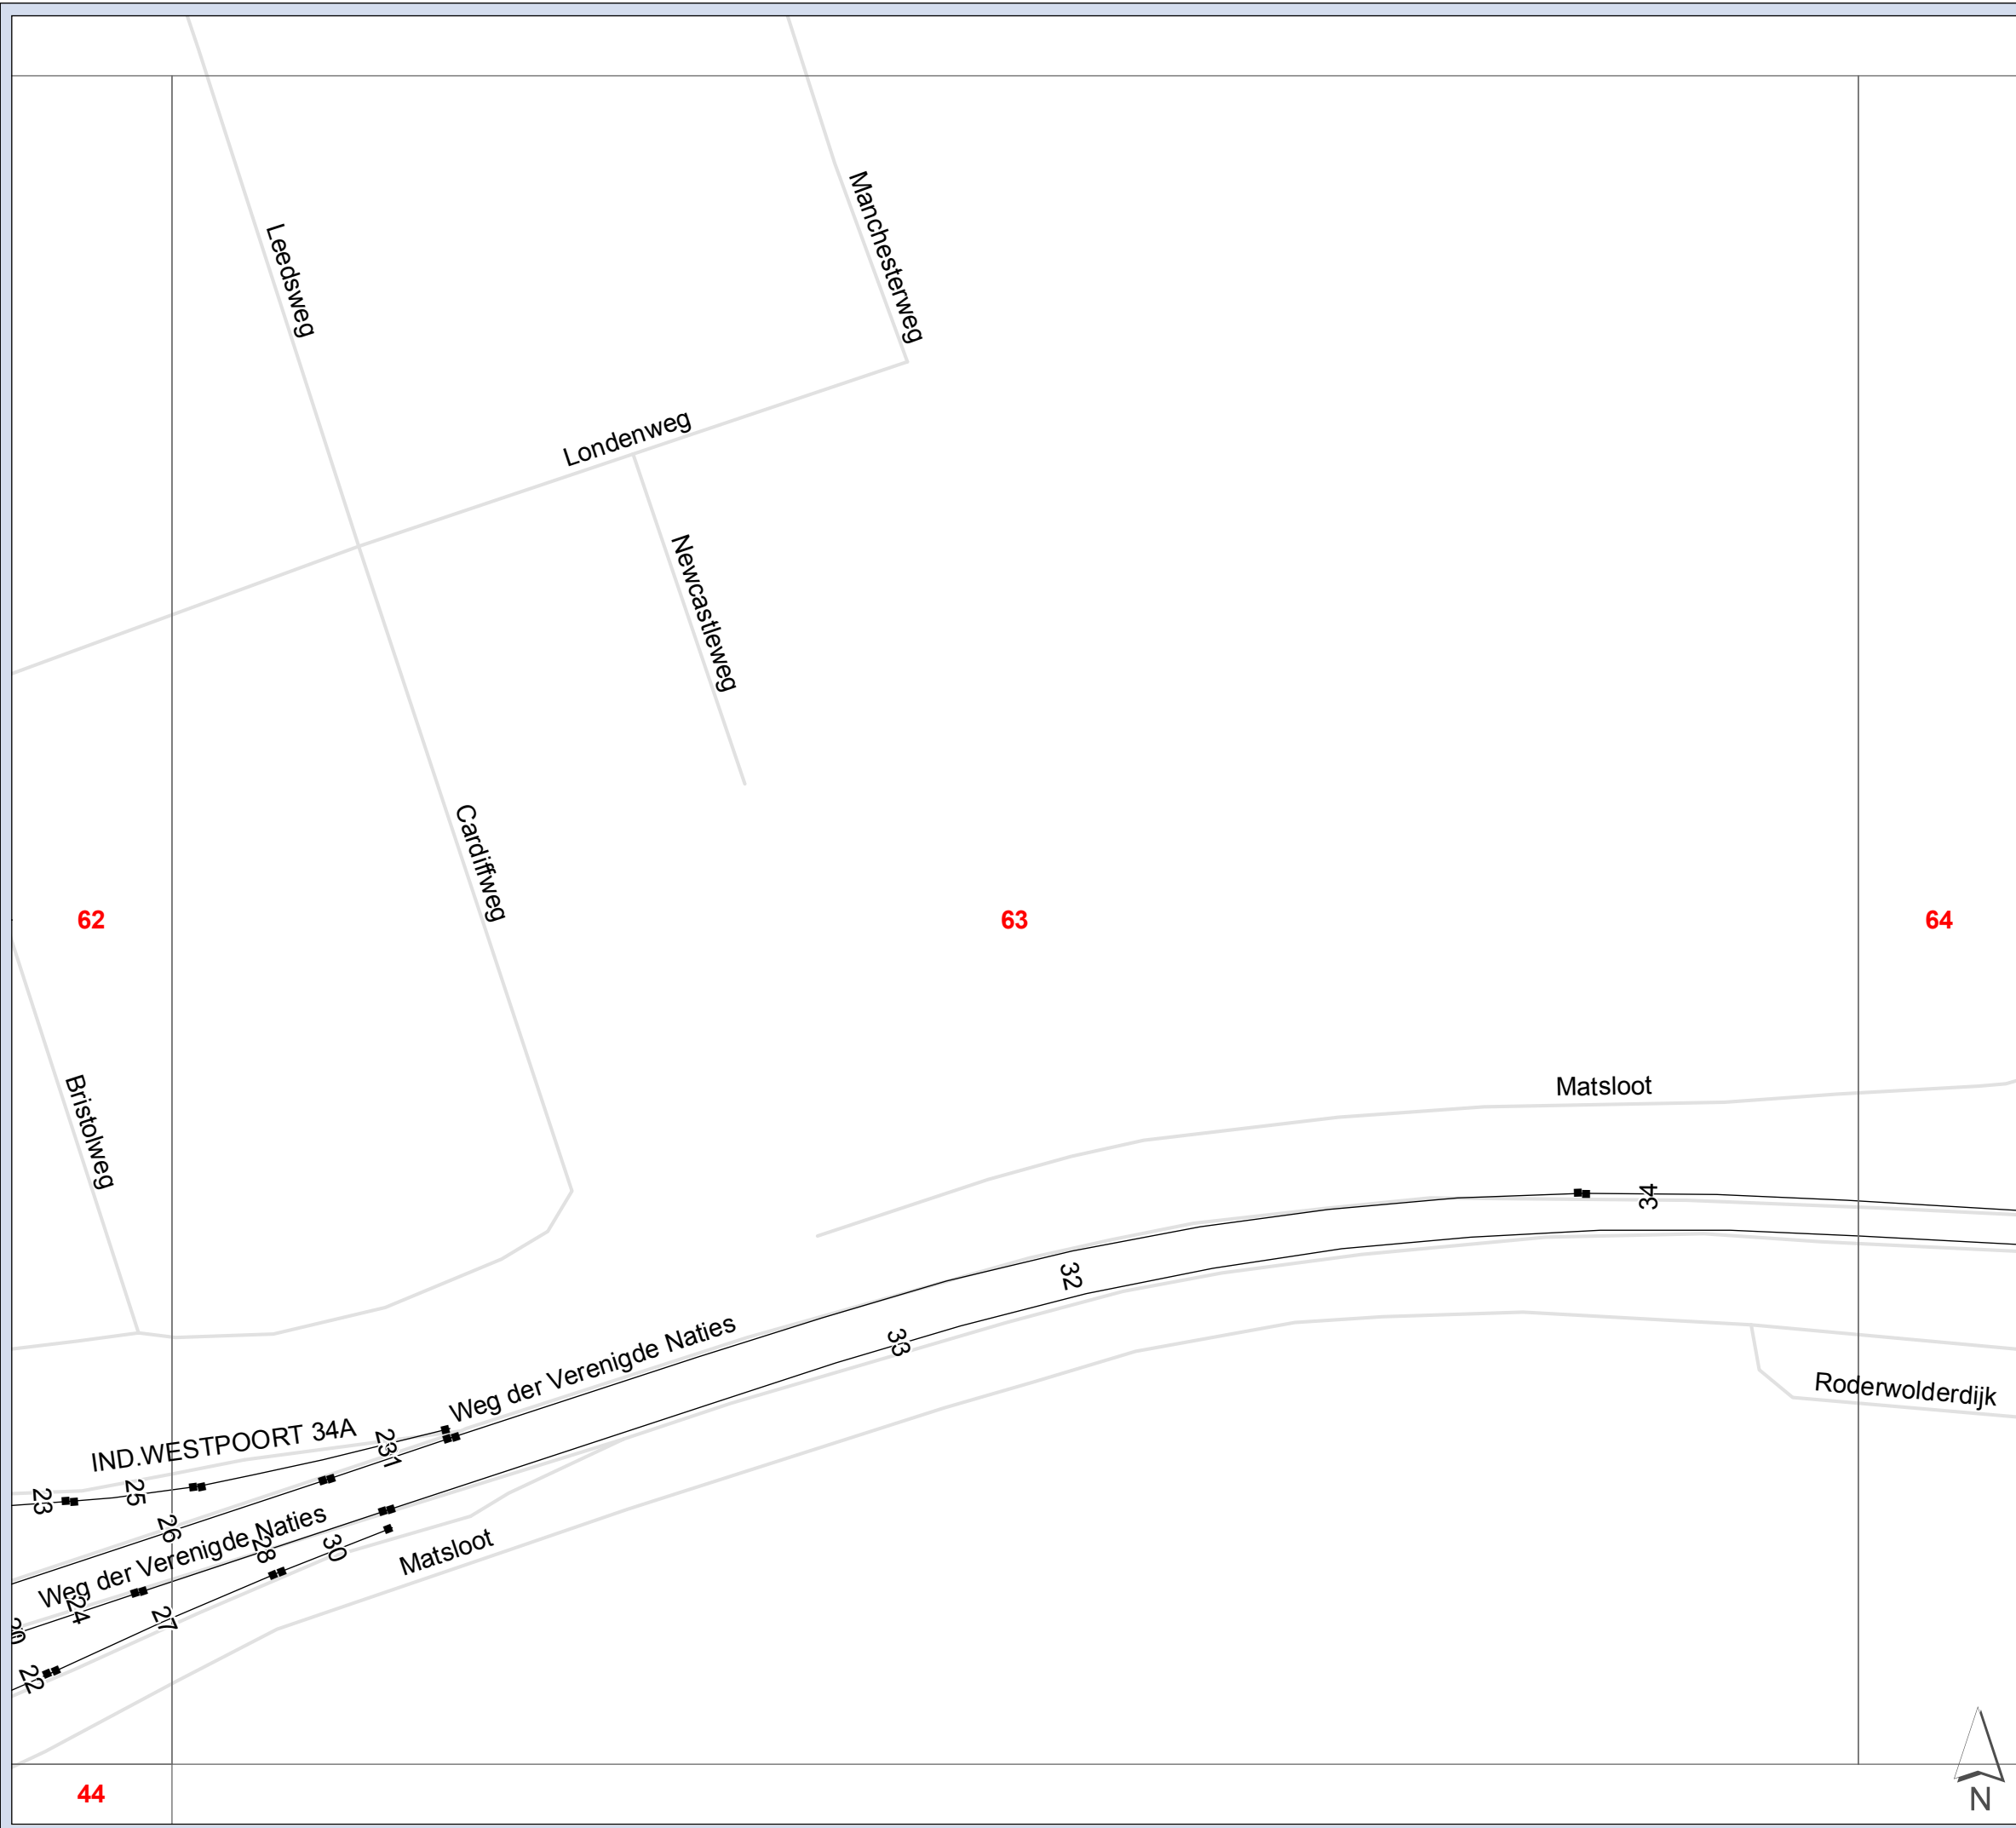 Manchesterweg
Leedsweg
Londenweg
Newcastleweg
Cardiffweg
62
63
64
Bristolweg
Matsloot
34
32
33
Weg der Verenigde Naties
Roderwolderdijk
IND.WESTPOORT 34A
231
23
25
26
Weg der Verenigde Naties
28
30
Matsloot
24
27
22
44
N